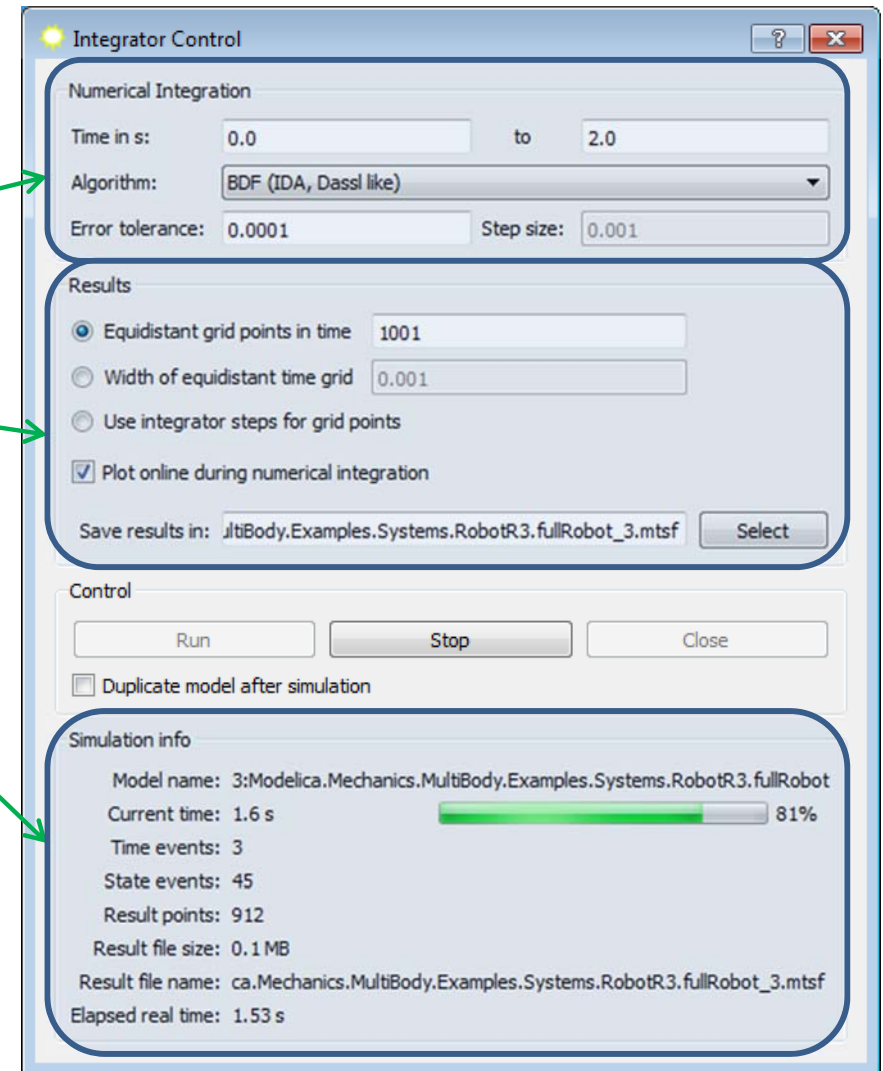 Integrator Control
Numerical Integration
Time in s: 0.0 to 2.0
Algorithm: BDF (IDA, Dassl like)
Error tolerance: 0.0001 Step size: 0.001
Results
Equidistant grid points in time 1001
Width of equidistant time grid 0.001
Use integrator steps for grid points
Plot online during numerical integration
Save results in: ltiBody.Examples.Systems.RobotR3.fullRobot_3.mtsf Select
Control
Run Stop Close
Duplicate model after simulation
Simulation info
Model name: 3:Modelica.Mechanics.MultiBody.Examples.Systems.RobotR3.fullRobot
Current time: 1.6 s 81%
Time events: 3
State events: 45
Result points: 912
Result file size: 0.1 MB
Result file name: ca.Mechanics.MultiBody.Examples.Systems.RobotR3.fullRobot_3.mtsf
Elapsed real time: 1.53 s